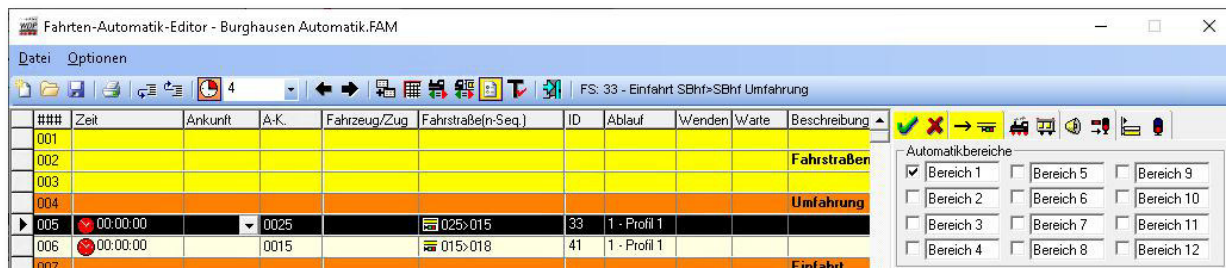 WDP Fahrten-Automatik-Editor - Burghausen Automatik.FAM
Datei Optionen
4 FS: 33 - Einfahrt SBhf>SBhf Umfahrung
### Zeit Ankunft A-K. Fahrzeug/Zug Fahrstraße(n-Seq.) ID Ablauf Wenden Warte Beschreibung
001
002 Fahrstraßen
003
004 Umfahrung
005 00:00:00 0025 025>015 33 1 - Profil 1
006 00:00:00 0015 015>018 41 1 - Profil 1
007 Einfahrt
Automatikbereiche
Bereich 1 Bereich 5 Bereich 9
Bereich 2 Bereich 6 Bereich 10
Bereich 3 Bereich 7 Bereich 11
Bereich 4 Bereich 8 Bereich 12